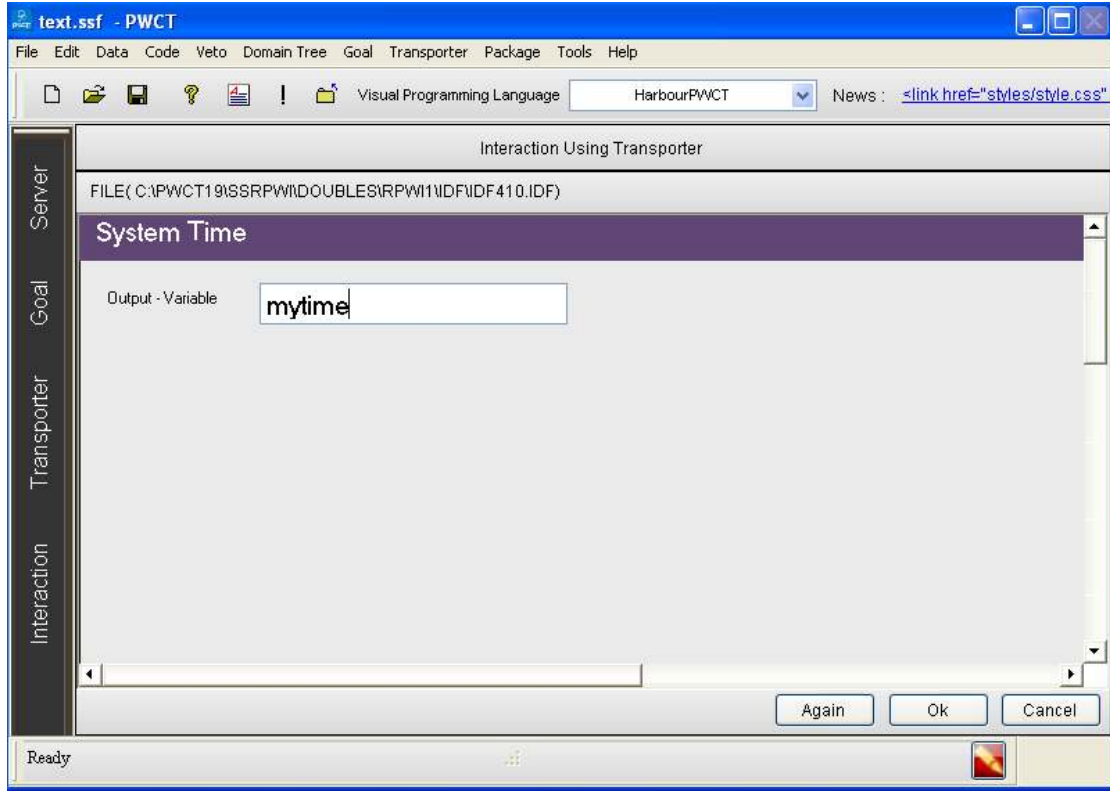 text.ssf - PWCT
File Edit Data Code Veto Domain Tree Goal Transporter Package Tools Help
Visual Programming Language HarbourPWCT News : <link href="styles/style.css"
Interaction Using Transporter
FILE( C:\PWCT19\SSRPWI\DOUBLES\RPWI1\IDF\IDF410.IDF)
Server
Goal
Transporter
Interaction
System Time
Output - Variable mytime
Again Ok Cancel
Ready